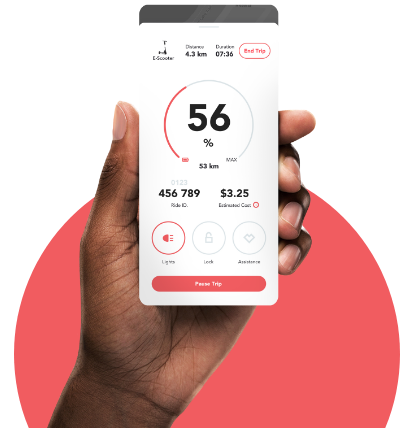 Distance Duration
E-Scooter 4.3 km 07:36 End Trip
56
%
MAX
53 km
0123
456 789 $3.25
Ride ID. Estimated Cost
Lights Lock Assistance
Pause Trip